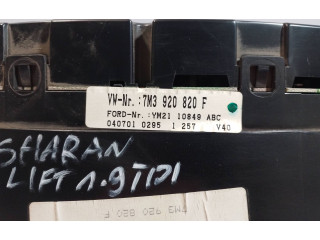 VW-Nr.:7M3 920 820 F
FORD-Nr.:YM21 10849 ABC
040701 0295 1 257 V40
SHARAN
LIFT 1.9TDI
7M3 920 820.F